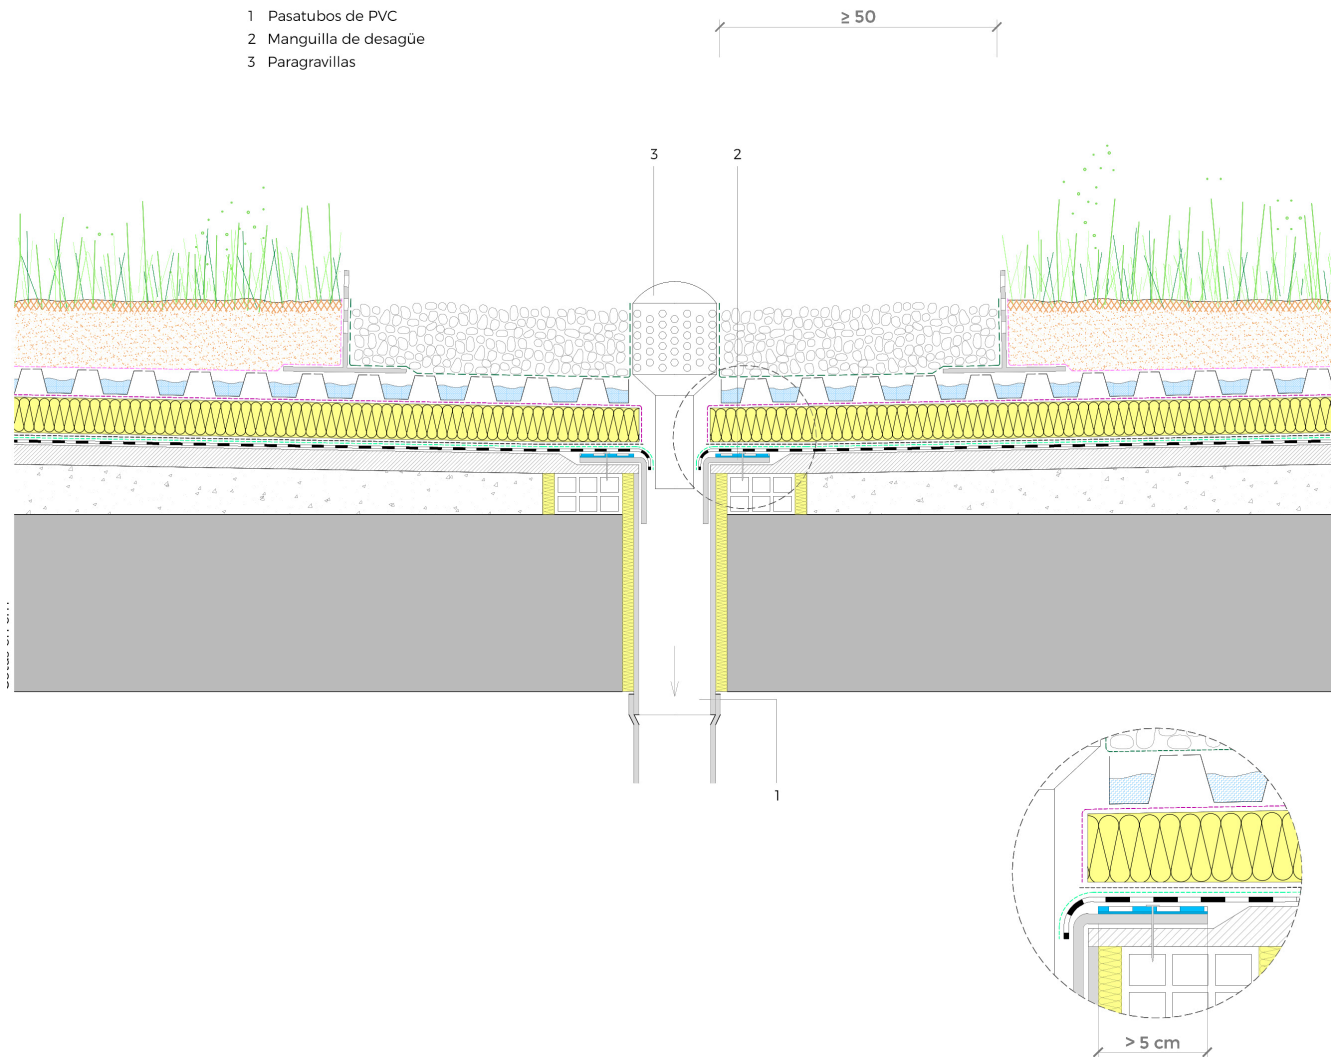 1 Pasatubos de PVC
2 Manguilla de desagüe
3 Paragravillas
≥ 50
3
2
1
> 5 cm